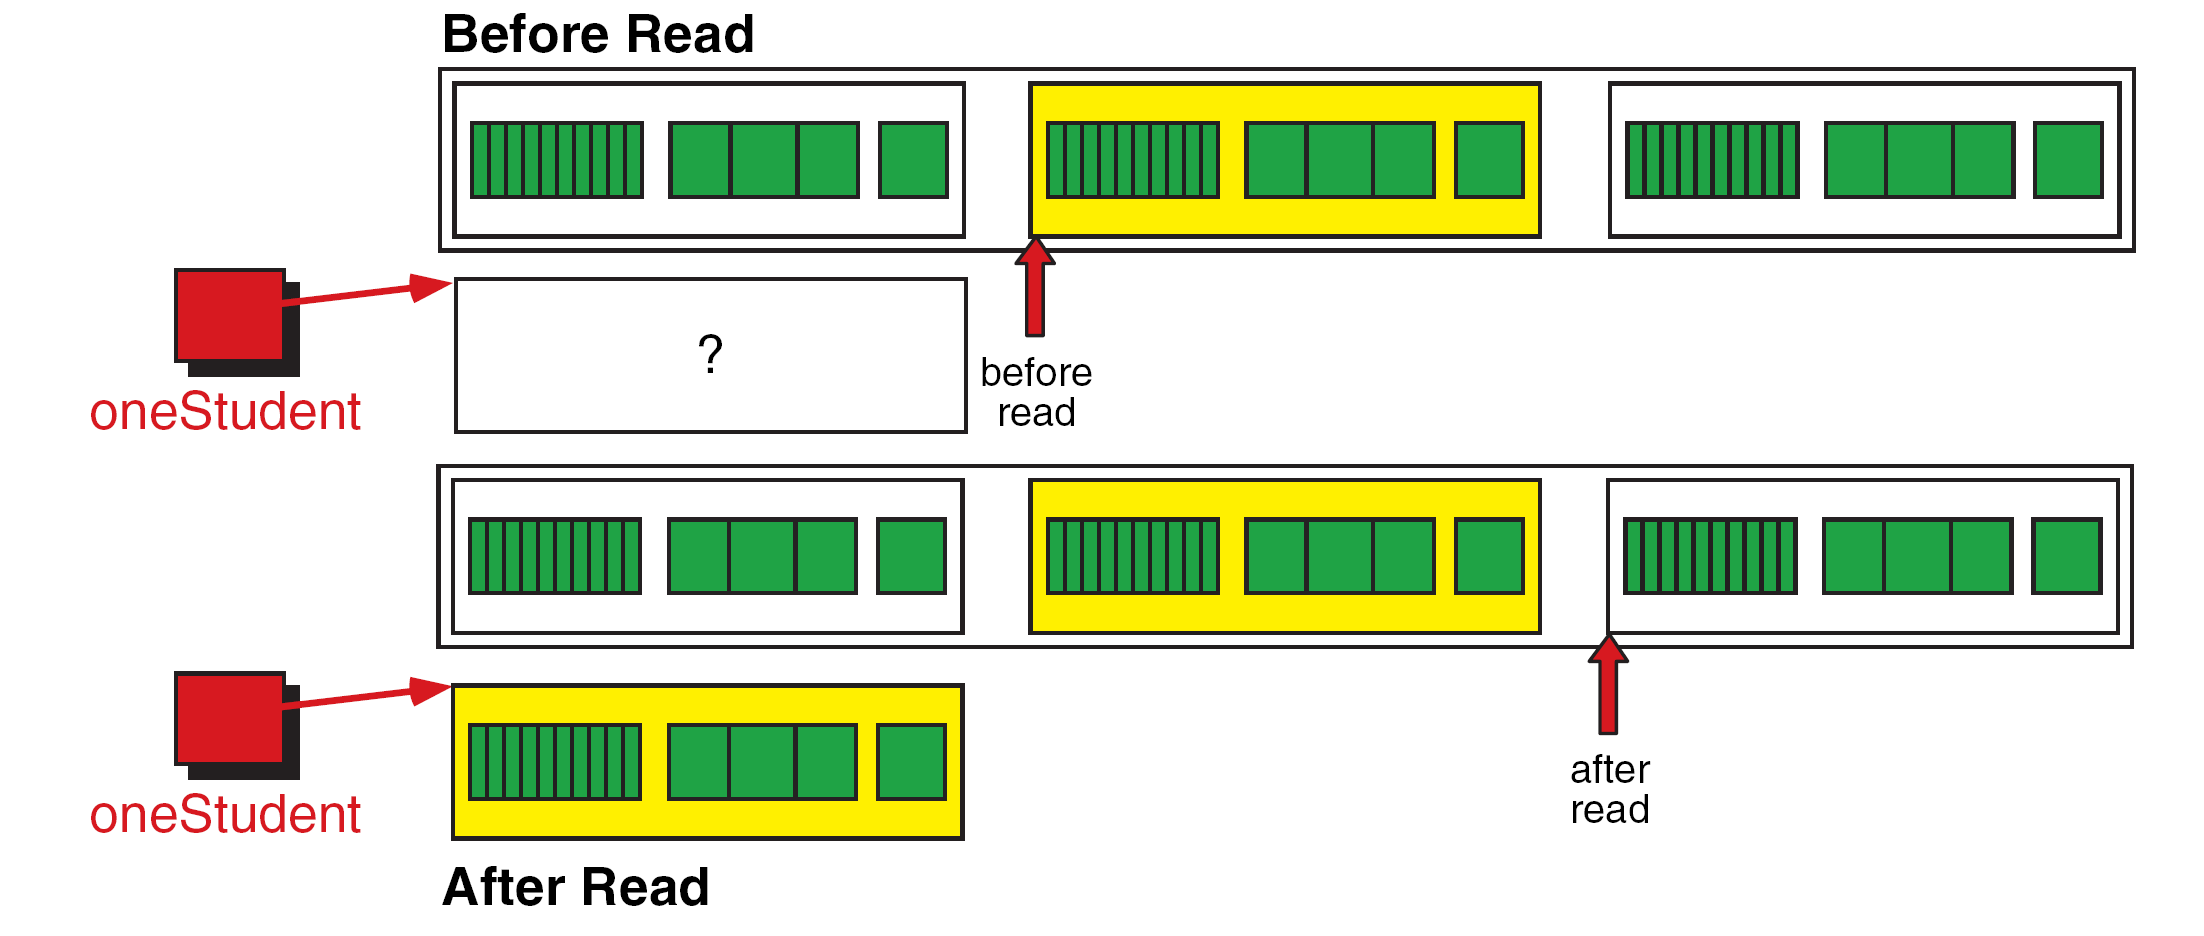 Before Read
?
oneStudent
before
read
oneStudent
after
read
After Read